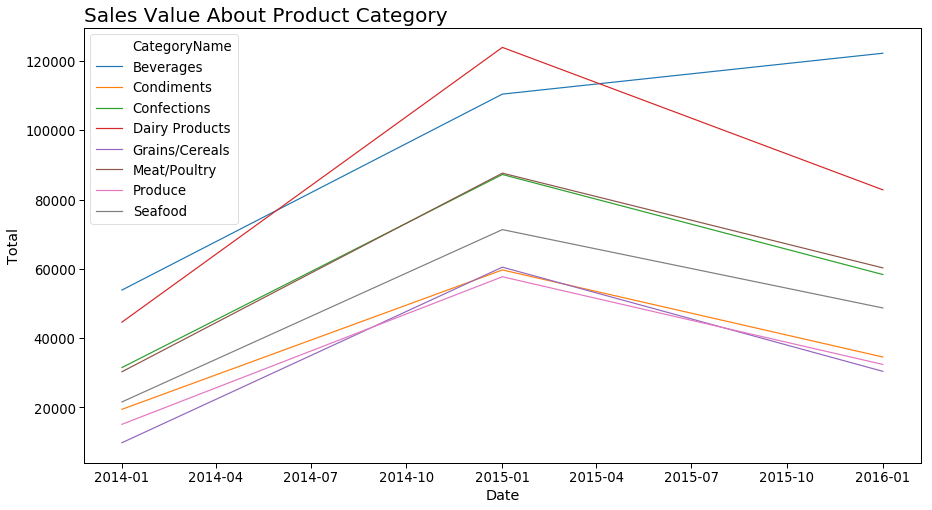 Sales Value About Product Category
CategoryName
Beverages
Condiments
Confections
Dairy Products
Grains/Cereals
Meat/Poultry
Produce
Seafood
120000
100000
80000
60000
40000
20000
Total
2014-01 2014-04 2014-07 2014-10 2015-01 2015-04 2015-07 2015-10 2016-01
Date